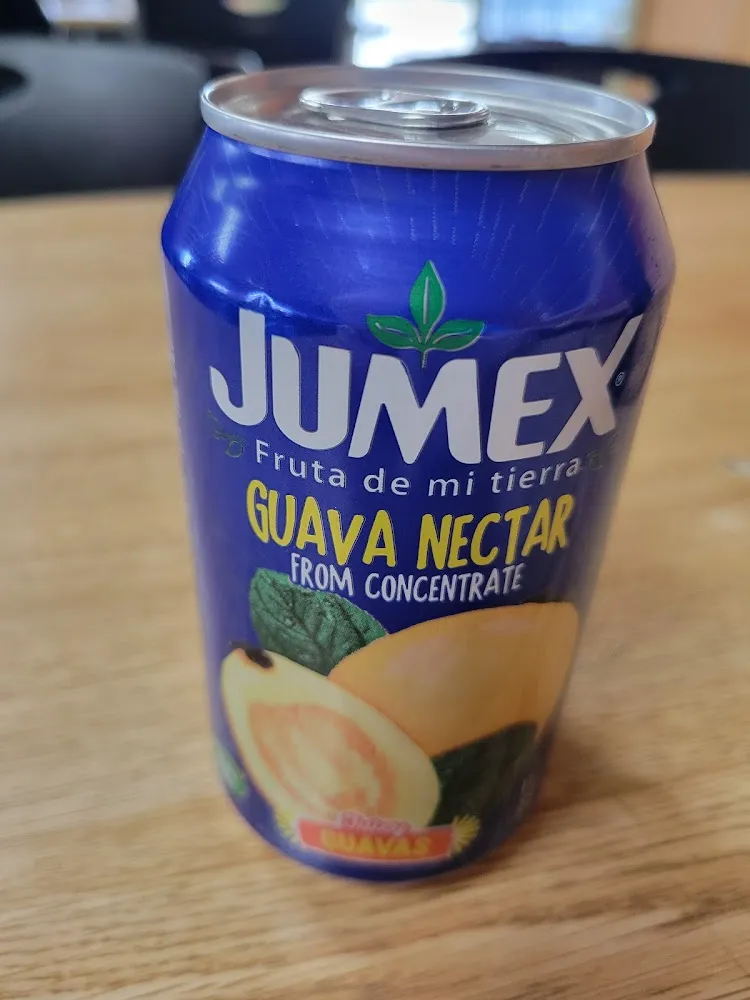 JUMEX®
Fruta de mi tierra
GUAVA NECTAR
FROM CONCENTRATE
GUAVAS